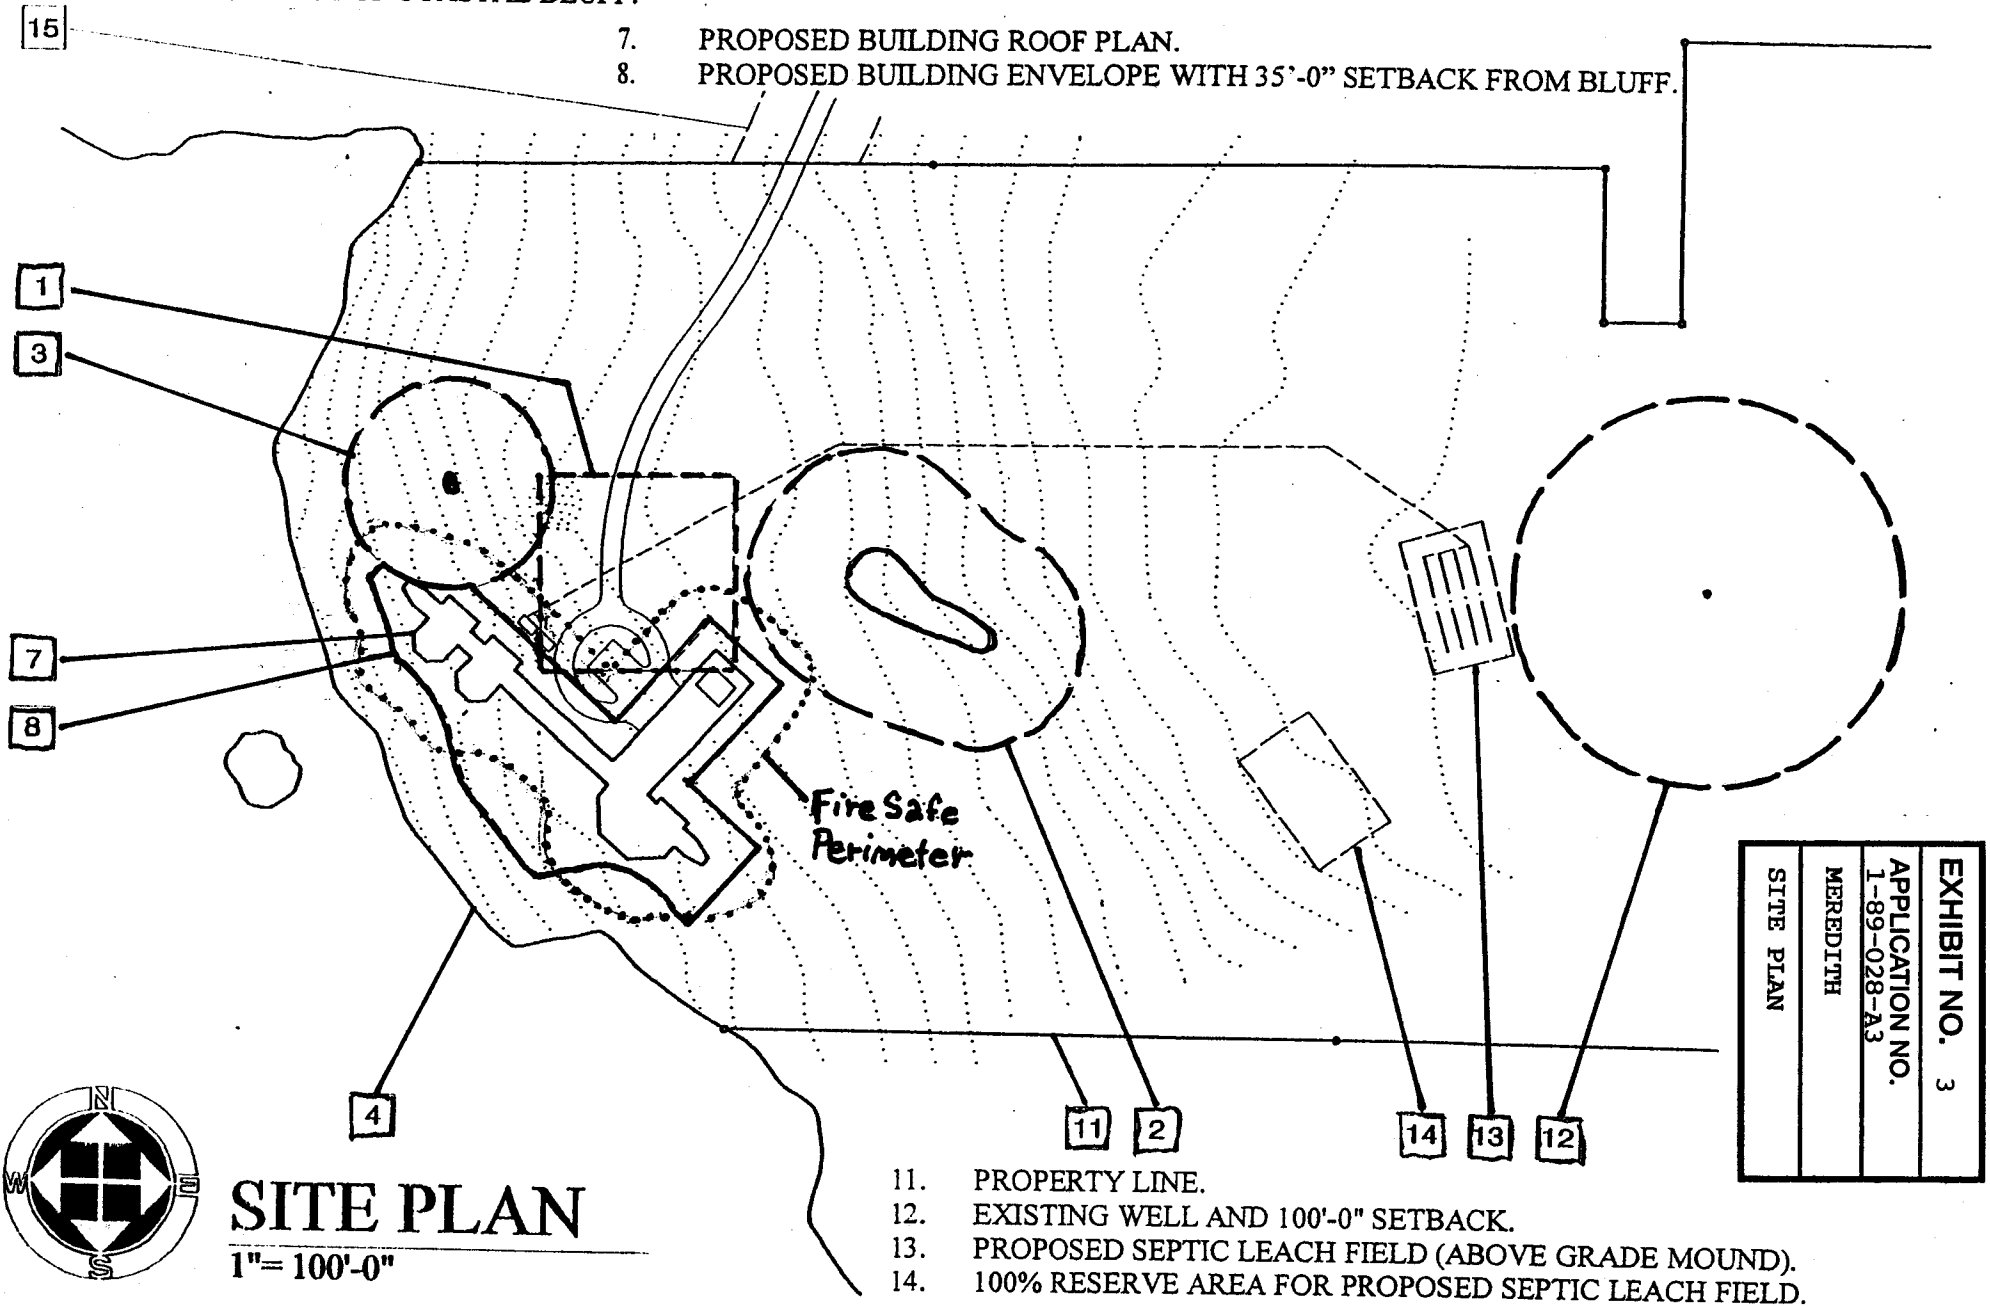 15
7. PROPOSED BUILDING ROOF PLAN.
8. PROPOSED BUILDING ENVELOPE WITH 35'-0" SETBACK FROM BLUFF.
1
3
7
8
Fire Safe
Perimeter
EXHIBIT NO. 3
APPLICATION NO.
1-89-028-A3
MEREDITH
SITE PLAN
4
11
2
14
13
12
N
W
E
S
SITE PLAN
1"= 100'-0"
11. PROPERTY LINE.
12. EXISTING WELL AND 100'-0" SETBACK.
13. PROPOSED SEPTIC LEACH FIELD (ABOVE GRADE MOUND).
14. 100% RESERVE AREA FOR PROPOSED SEPTIC LEACH FIELD.